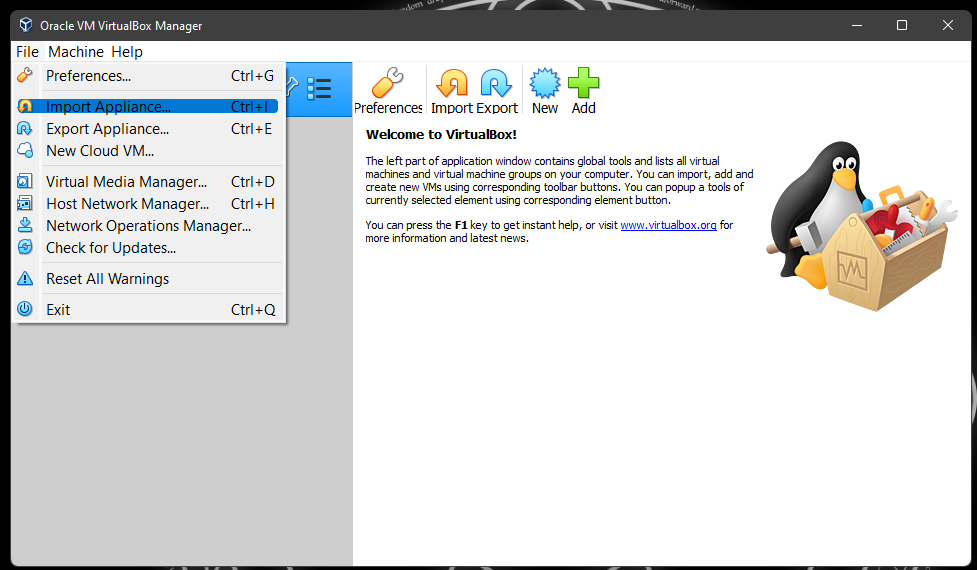 Oracle VM VirtualBox Manager
File Machine Help
Preferences... Ctrl+G
Import Appliance... Ctrl+I
Export Appliance... Ctrl+E
New Cloud VM...
Virtual Media Manager... Ctrl+D
Host Network Manager... Ctrl+H
Network Operations Manager...
Check for Updates...
Reset All Warnings
Exit Ctrl+Q
Preferences Import Export New Add
Welcome to VirtualBox!
The left part of application window contains global tools and lists all virtual
machines and virtual machine groups on your computer. You can import, add and
create new VMs using corresponding toolbar buttons. You can popup a tools of
currently selected element using corresponding element button.
You can press the F1 key to get instant help, or visit www.virtualbox.org for
more information and latest news.